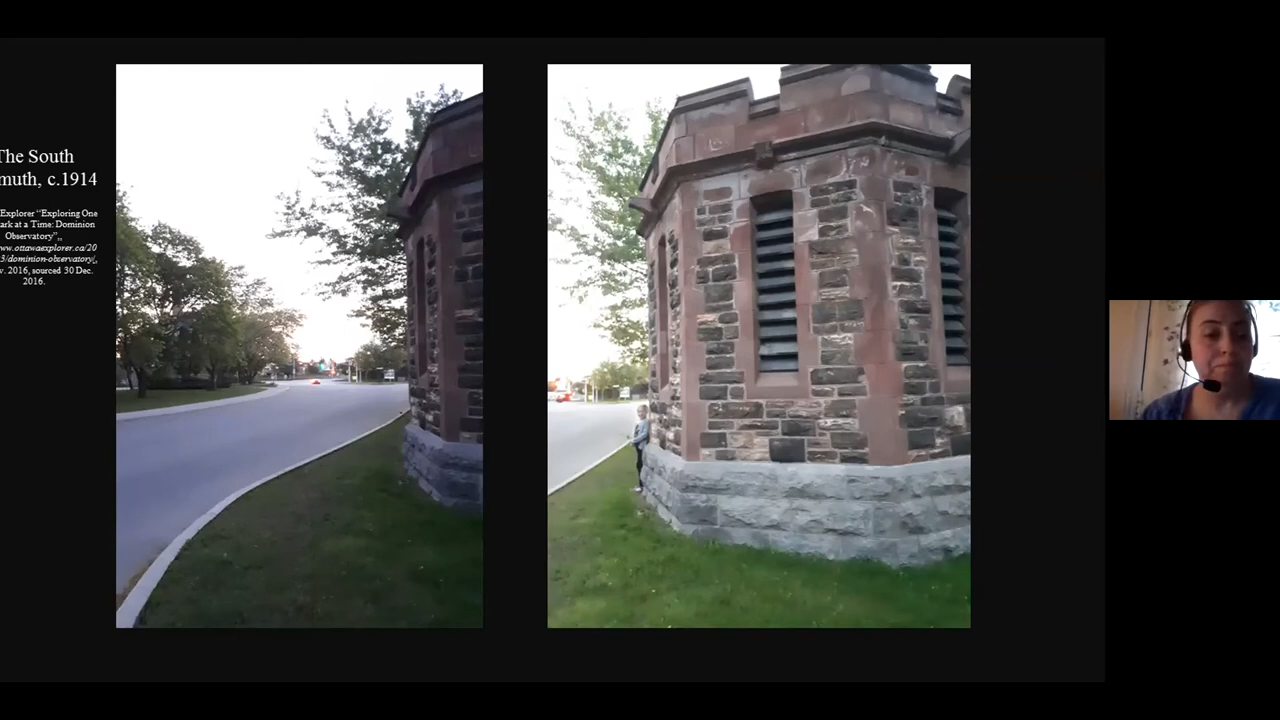 The South
muth, c.1914
Explorer “Exploring One
ark at a Time: Dominion
Observatory”,,
ww.ottawaexplorer.ca/20
3/dominion-observatory/,
v. 2016, sourced 30 Dec.
2016.